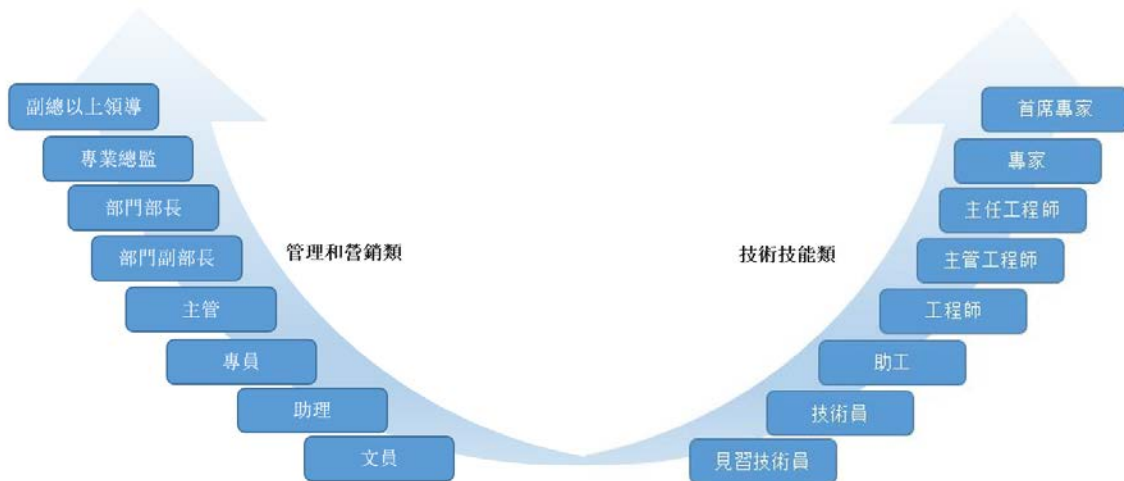 副總以上領導
專業總監
部門部長
部門副部長
主管
專員
助理
文員
管理和营銷類
技術技能類
首席專家
專家
主任工程師
主管工程師
工程師
助工
技術員
見習技術員